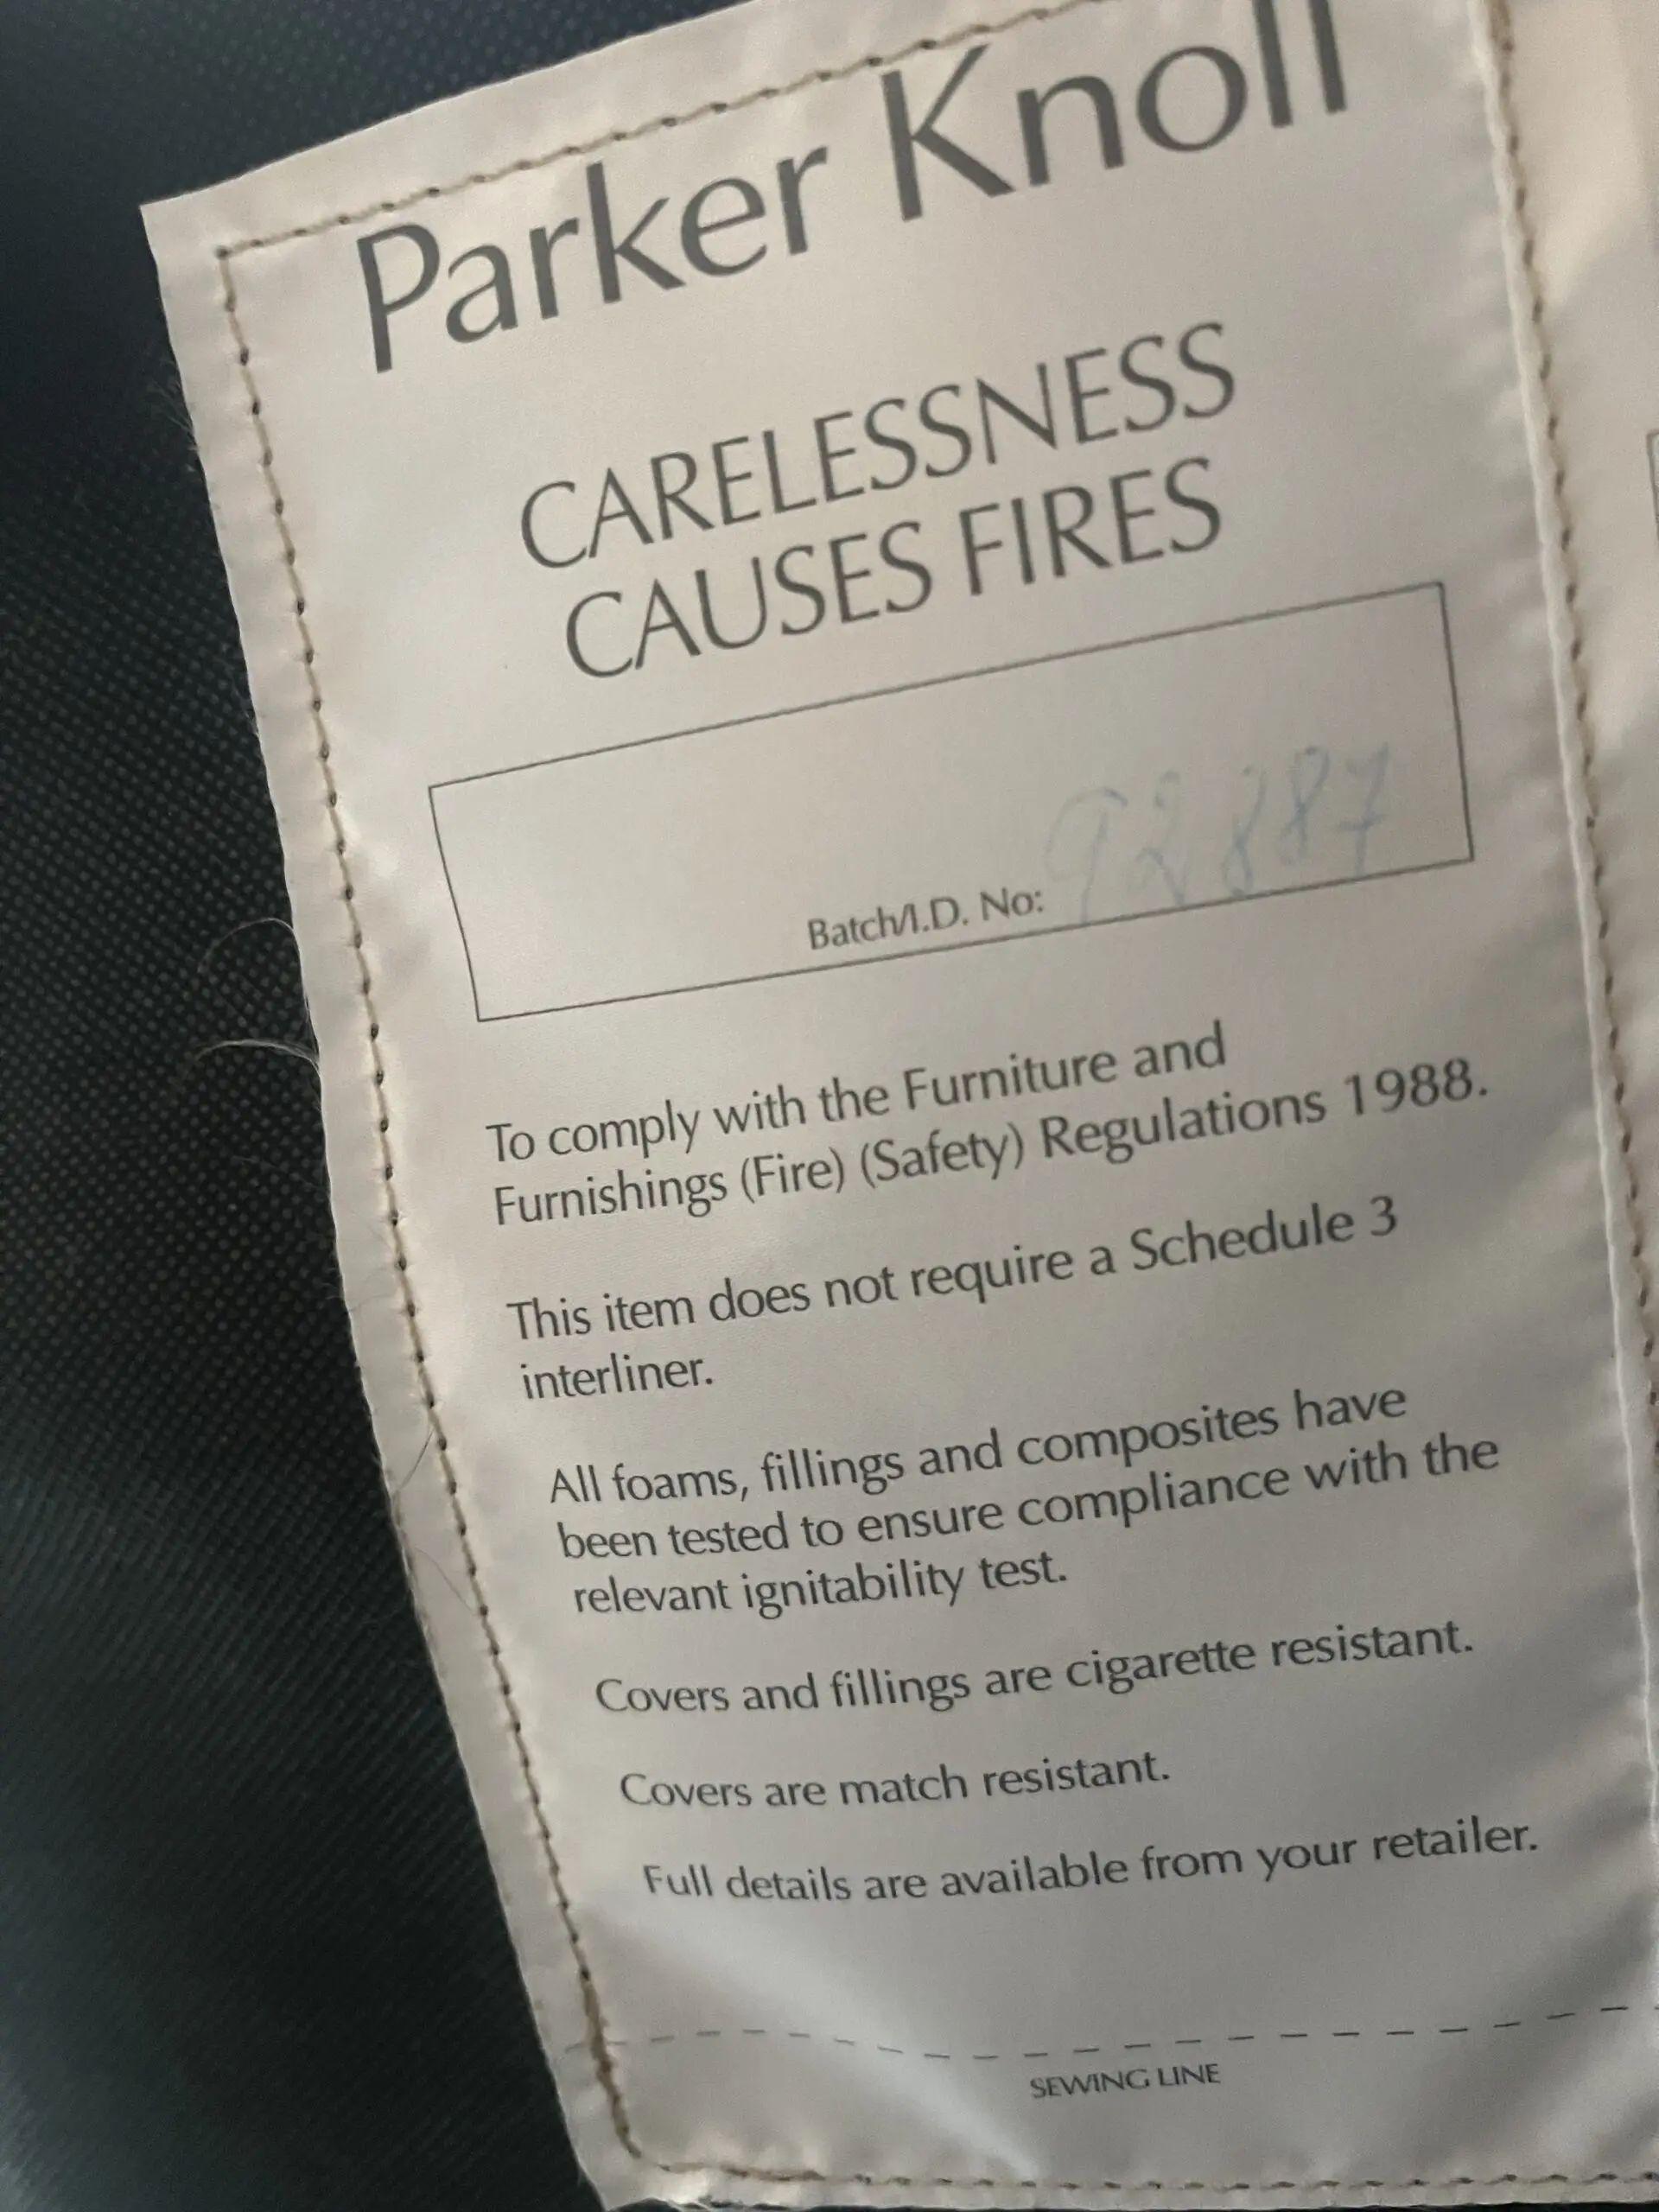 Parker Knoll
CARELESSNESS
CAUSES FIRES
Batch/I.D. No: 92887
To comply with the Furniture and
Furnishings (Fire) (Safety) Regulations 1988.
This item does not require a Schedule 3
interliner.
All foams, fillings and composites have
been tested to ensure compliance with the
relevant ignitability test.
Covers and fillings are cigarette resistant.
Covers are match resistant.
Full details are available from your retailer.
SEWING LINE